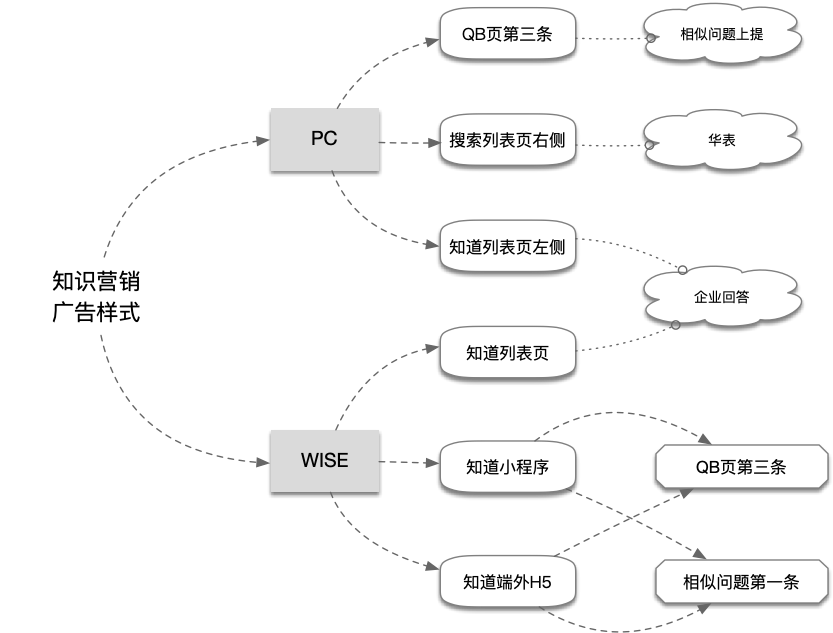 QB页第三条
相似问题上提
PC
搜索列表页右侧
华表
知道列表页左侧
知识营销
广告样式
企业回答
知道列表页
WISE
知道小程序
QB页第三条
知道端外H5
相似问题第一条